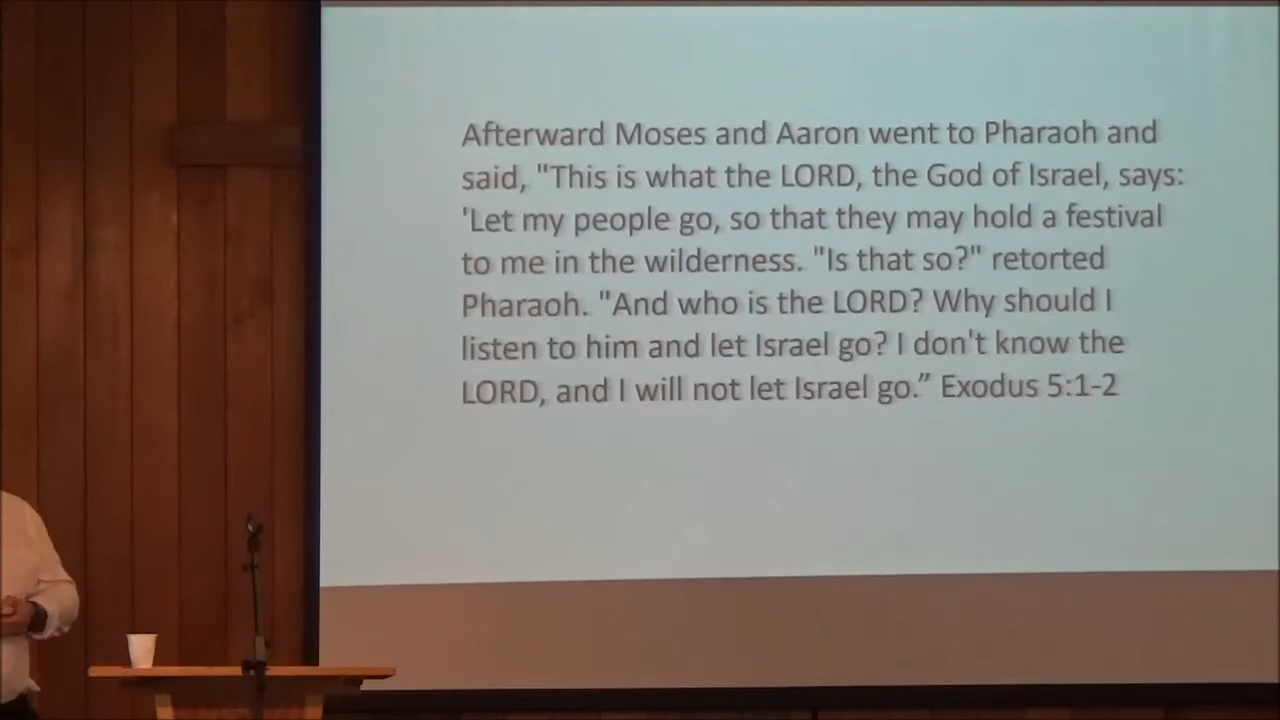 Afterward Moses and Aaron went to Pharaoh and
said, "This is what the LORD, the God of Israel, says:
'Let my people go, so that they may hold a festival
to me in the wilderness. "Is that so?" retorted
Pharaoh. "And who is the LORD? Why should I
listen to him and let Israel go? I don't know the
LORD, and I will not let Israel go.” Exodus 5:1-2